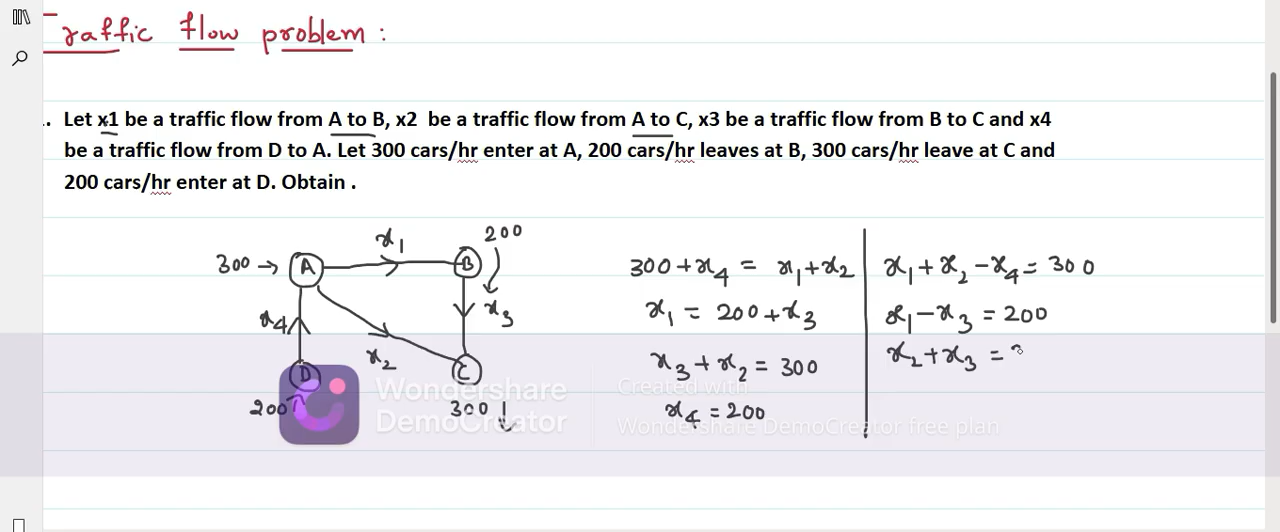 Traffic flow problem :
. Let x1 be a traffic flow from A to B, x2 be a traffic flow from A to C, x3 be a traffic flow from B to C and x4
be a traffic flow from D to A. Let 300 cars/hr enter at A, 200 cars/hr leaves at B, 300 cars/hr leave at C and
200 cars/hr enter at D. Obtain .
300 → A x₁ B 200
x₄ x₂ x₃
D C
200 ↑ 300 ↓
300 + x₄ = x₁ + x₂
x₁ = 200 + x₃
x₃ + x₂ = 300
x₄ = 200
x₁ + x₂ - x₄ = 300
x₁ - x₃ = 200
x₂ + x₃ =
Wondershare
DemoCreator
Created with
Wondershare DemoCreator free plan